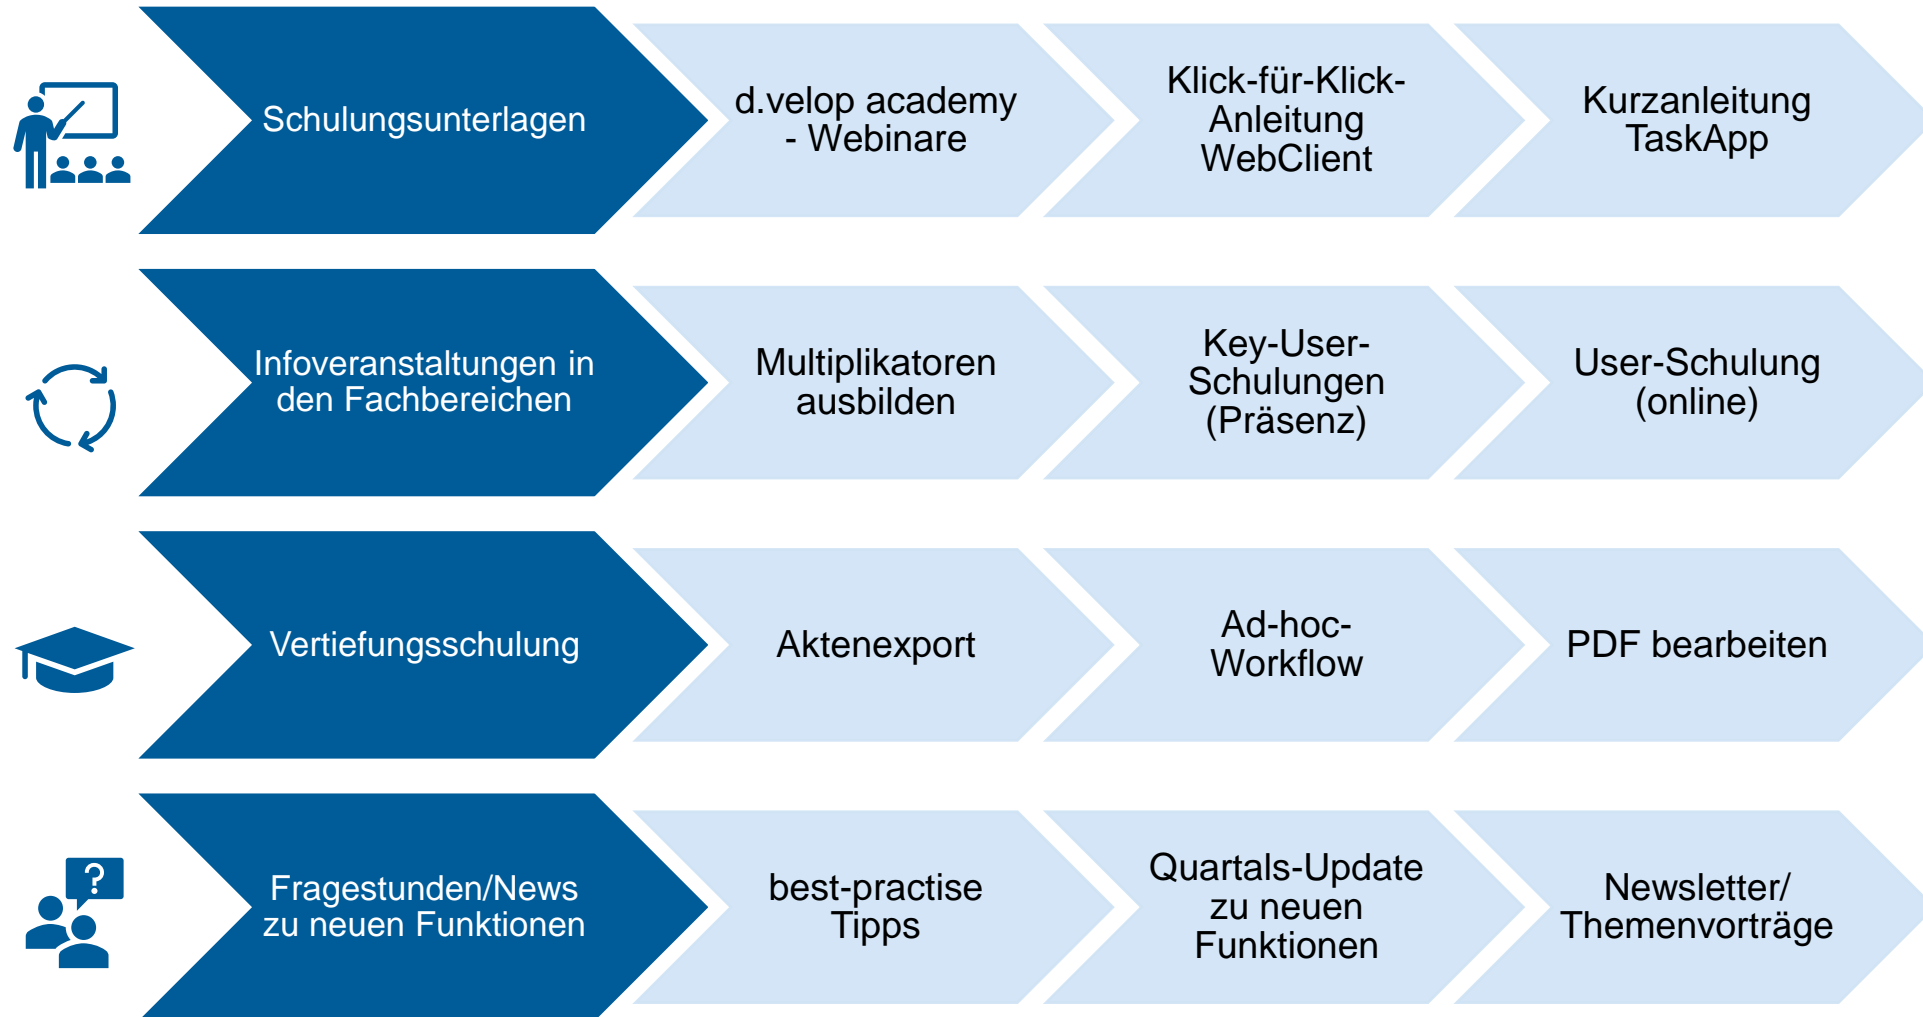 Schulungsunterlagen
d.velop academy
- Webinare
Klick-für-Klick-
Anleitung
WebClient
Kurzanleitung
TaskApp
Infoveranstaltungen in
den Fachbereichen
Multiplikatoren
ausbilden
Key-User-
Schulungen
(Präsenz)
User-Schulung
(online)
Vertiefungsschulung
Aktenexport
Ad-hoc-
Workflow
PDF bearbeiten
?
Fragestunden/News
zu neuen Funktionen
best-practise
Tipps
Quartals-Update
zu neuen
Funktionen
Newsletter/
Themenvorträge